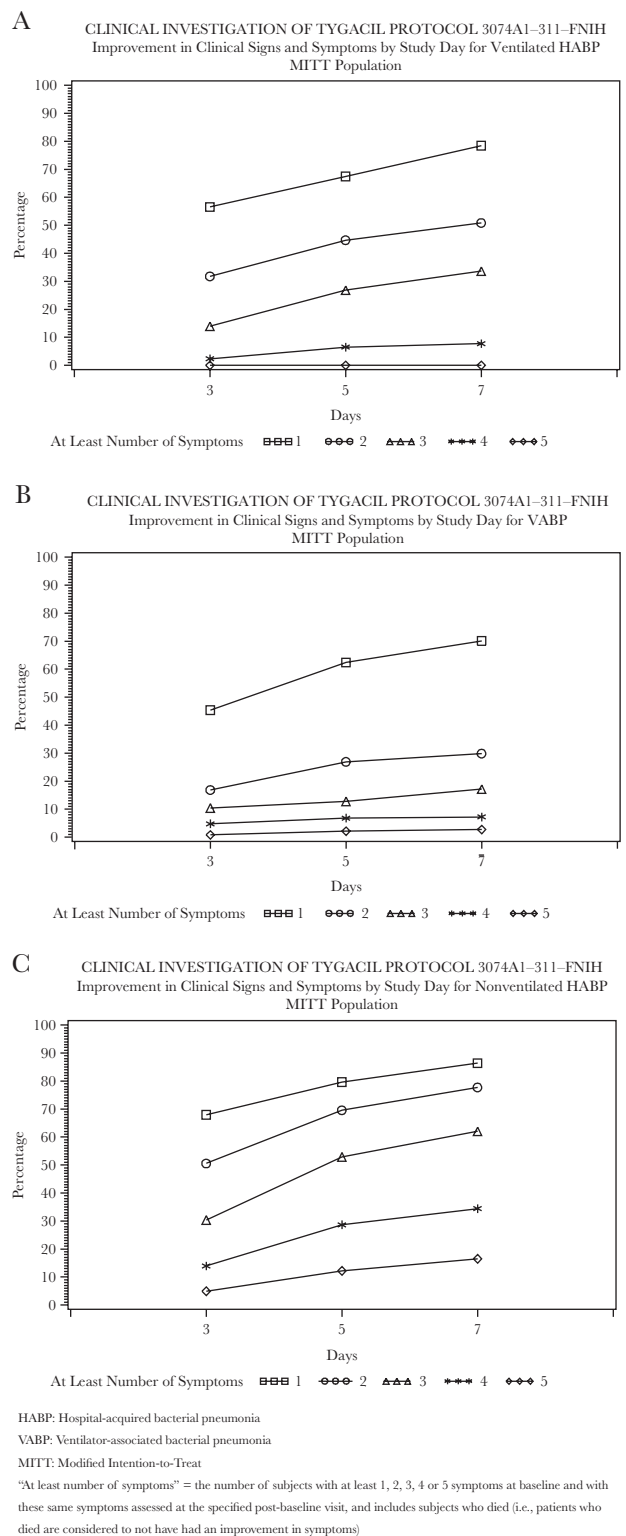 A
CLINICAL INVESTIGATION OF TYGACIL PROTOCOL 3074A1–311–FNIH
Improvement in Clinical Signs and Symptoms by Study Day for Ventilated HABP
MITT Population
100
90
80
70
60
50
40
30
20
10
0
Percentage
3 5 7
Days
At Least Number of Symptoms 1 2 3 4 5
B
CLINICAL INVESTIGATION OF TYGACIL PROTOCOL 3074A1–311–FNIH
Improvement in Clinical Signs and Symptoms by Study Day for VABP
MITT Population
100
90
80
70
60
50
40
30
20
10
0
Percentage
3 5 7
Days
At Least Number of Symptoms 1 2 3 4 5
C
CLINICAL INVESTIGATION OF TYGACIL PROTOCOL 3074A1–311–FNIH
Improvement in Clinical Signs and Symptoms by Study Day for Nonventilated HABP
MITT Population
100
90
80
70
60
50
40
30
20
10
0
Percentage
3 5 7
Days
At Least Number of Symptoms 1 2 3 4 5
HABP: Hospital-acquired bacterial pneumonia
VABP: Ventilator-associated bacterial pneumonia
MITT: Modified Intention-to-Treat
“At least number of symptoms” = the number of subjects with at least 1, 2, 3, 4 or 5 symptoms at baseline and with
these same symptoms assessed at the specified post-baseline visit, and includes subjects who died (i.e., patients who
died are considered to not have had an improvement in symptoms)